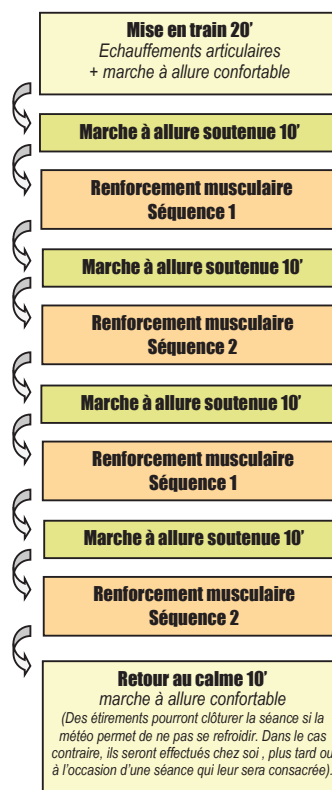 Mise en train 20’
Echauffements articulaires
+ marche à allure confortable
Marche à allure soutenue 10’
Renforcement musculaire
Séquence 1
Marche à allure soutenue 10’
Renforcement musculaire
Séquence 2
Marche à allure soutenue 10’
Renforcement musculaire
Séquence 1
Marche à allure soutenue 10’
Renforcement musculaire
Séquence 2
Retour au calme 10’
marche à allure confortable
(Des étirements pourront clôturer la séance si la
météo permet de ne pas se refroidir. Dans le cas
contraire, ils seront effectués chez soi , plus tard ou
à l’occasion d’une séance qui leur sera consacrée).